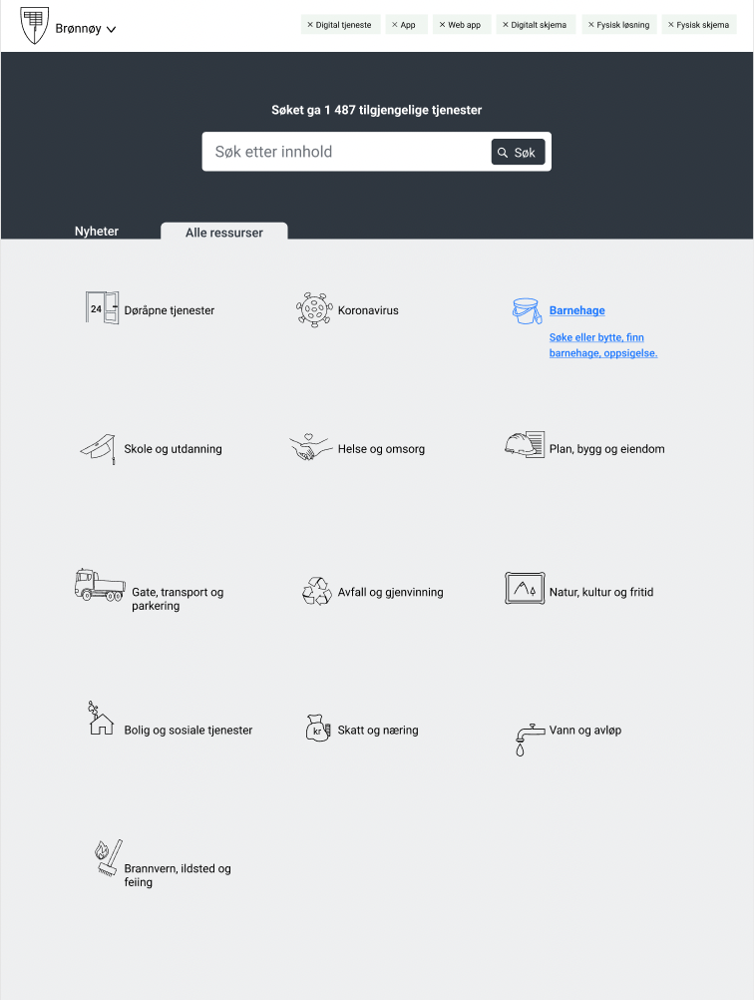 Brønnøy
× Digital tjeneste × App × Web app × Digitalt skjema × Fysisk løsning × Fysisk skjema
Søket ga 1 487 tilgjengelige tjenester
Søk etter innhold Søk
Nyheter Alle ressurser
24 Døråpne tjenester
Koronavirus
Barnehage
Søke eller bytte, finn
barnehage, oppsigelse.
Skole og utdanning
Helse og omsorg
Plan, bygg og eiendom
Gate, transport og
parkering
Avfall og gjenvinning
Natur, kultur og fritid
Bolig og sosiale tjenester
kr Skatt og næring
Vann og avløp
Brannvern, ildsted og
feiing